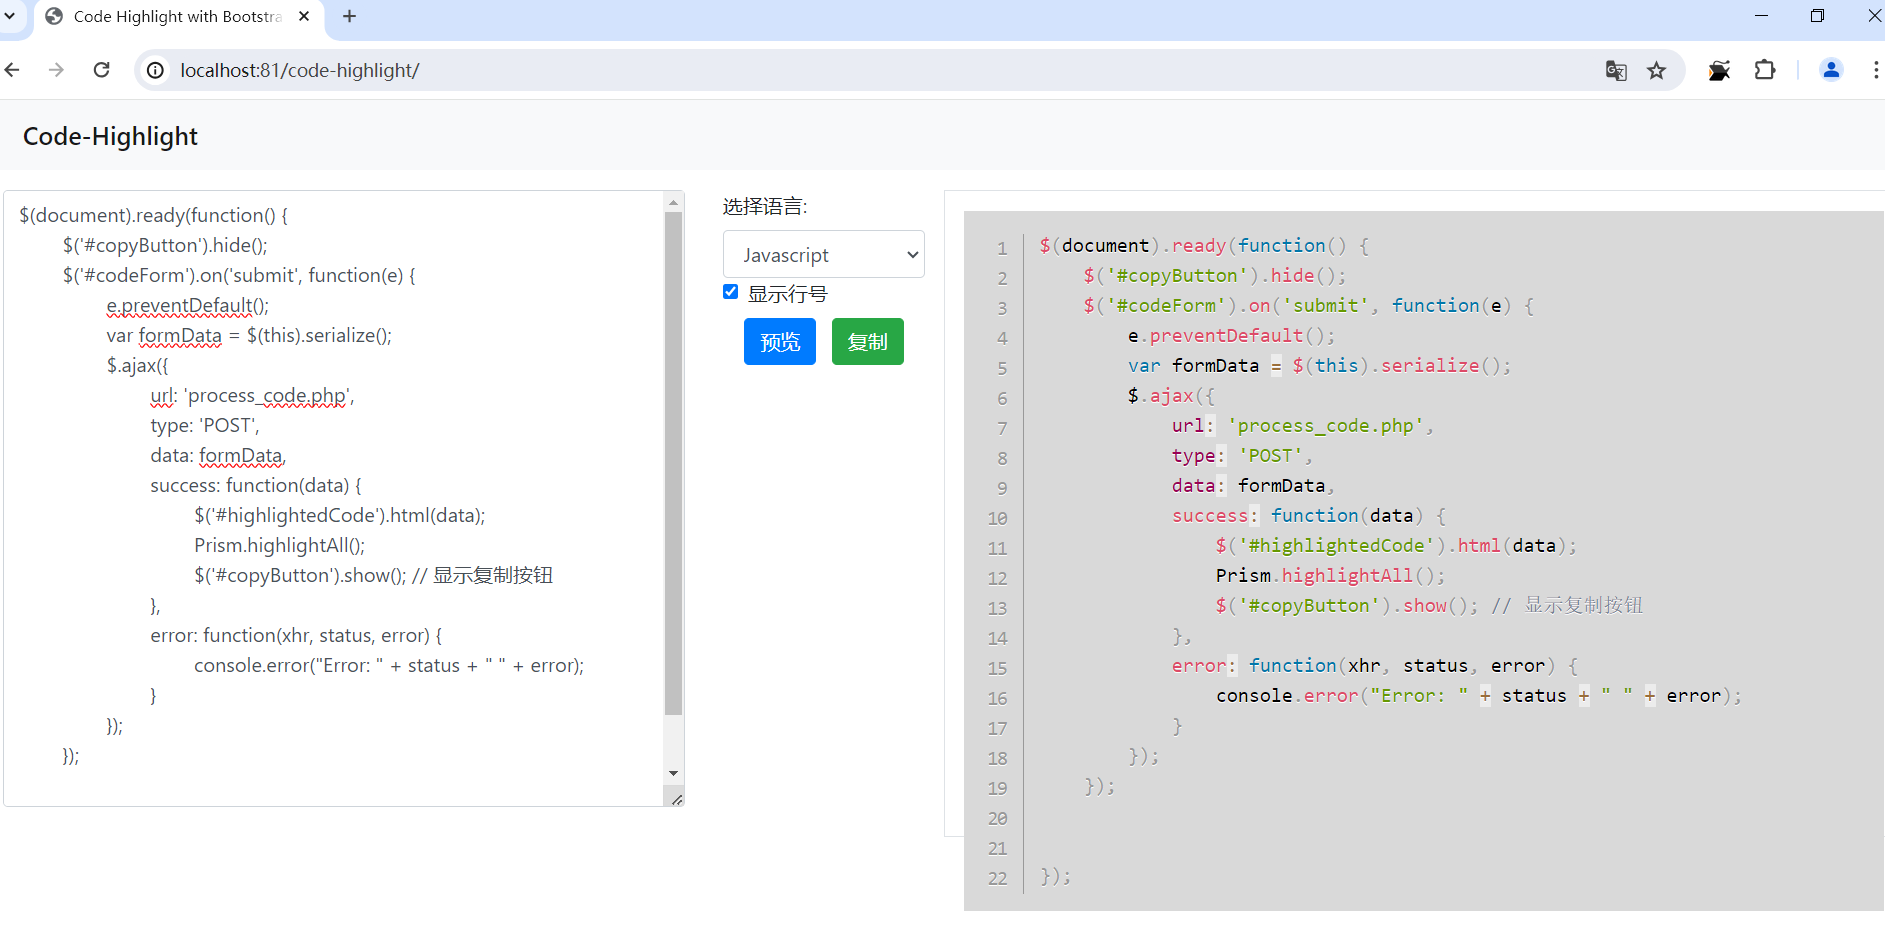 Code Highlight with Bootstra
localhost:81/code-highlight/
Code-Highlight
$(document).ready(function() {
$('#copyButton').hide();
$('#codeForm').on('submit', function(e) {
e.preventDefault();
var formData = $(this).serialize();
$.ajax({
url: 'process_code.php',
type: 'POST',
data: formData,
success: function(data) {
$('#highlightedCode').html(data);
Prism.highlightAll();
$('#copyButton').show(); // 显示复制按钮
},
error: function(xhr, status, error) {
console.error("Error: " + status + " " + error);
}
});
});
选择语言:
Javascript
显示行号
预览 复制
1 $(document).ready(function() {
2 $('#copyButton').hide();
3 $('#codeForm').on('submit', function(e) {
4 e.preventDefault();
5 var formData = $(this).serialize();
6 $.ajax({
7 url: 'process_code.php',
8 type: 'POST',
9 data: formData,
10 success: function(data) {
11 $('#highlightedCode').html(data);
12 Prism.highlightAll();
13 $('#copyButton').show(); // 显示复制按钮
14 },
15 error: function(xhr, status, error) {
16 console.error("Error: " + status + " " + error);
17 }
18 });
19 });
20
21
22 });